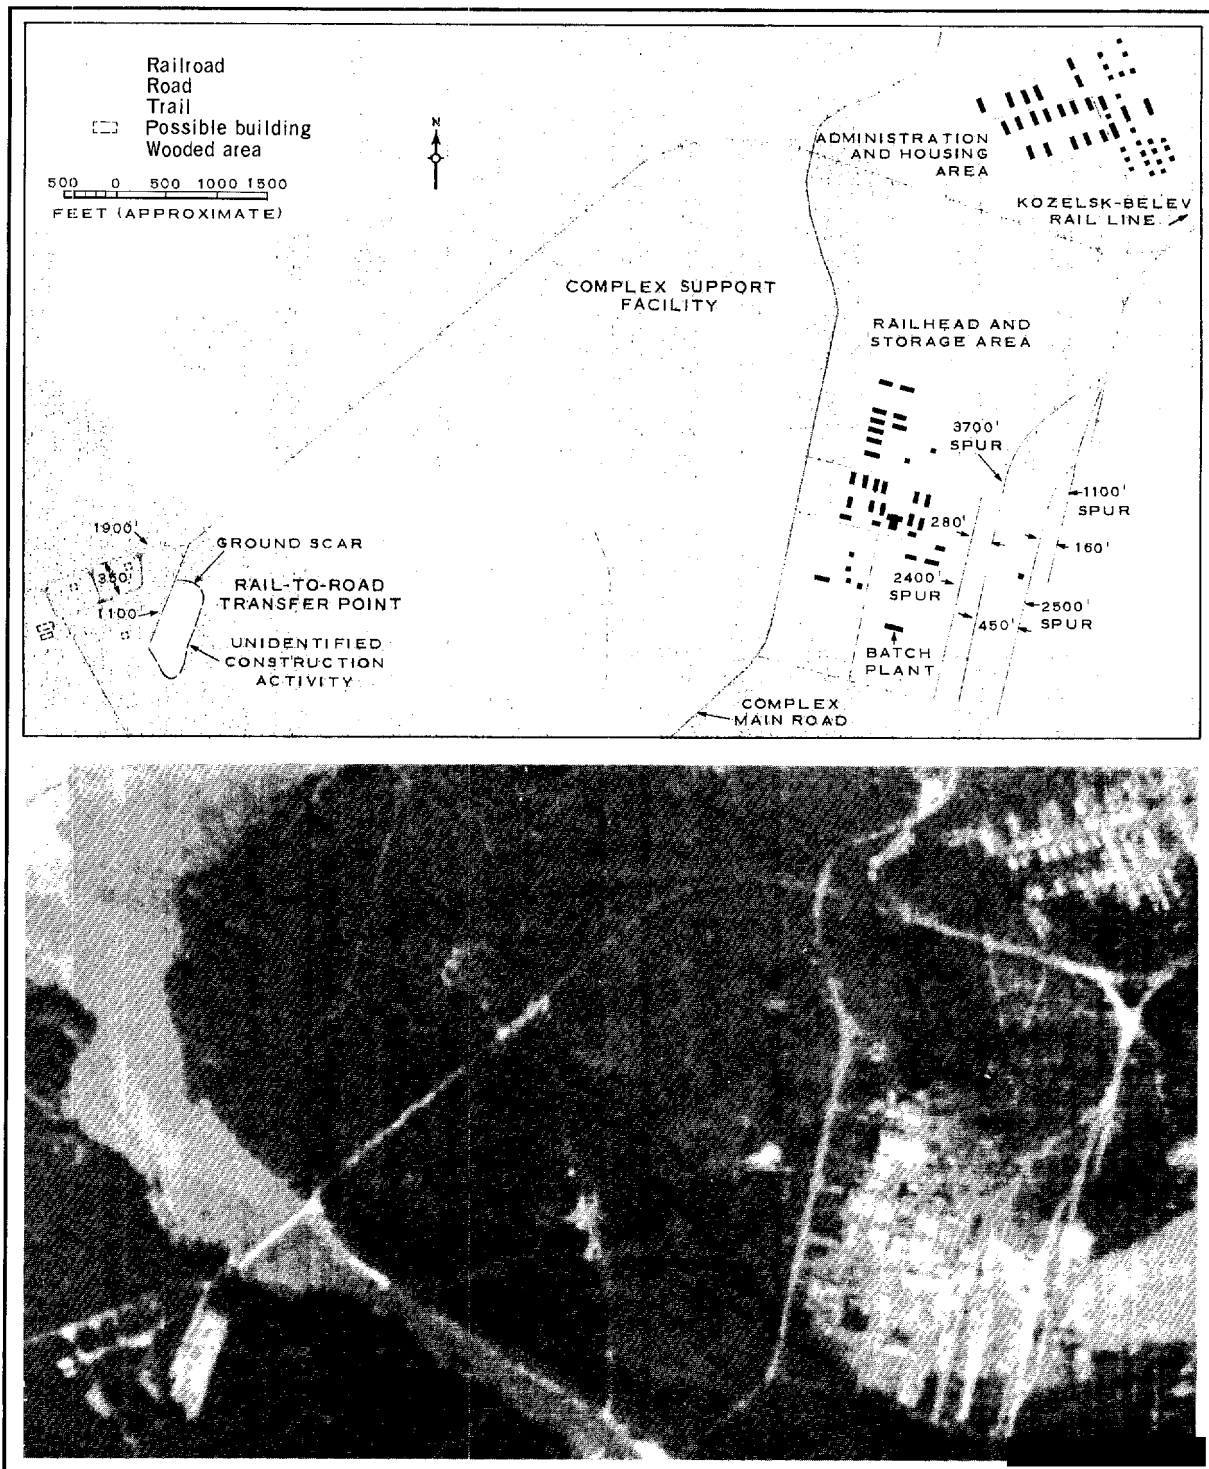 Railroad
Road
Trail
Possible building
Wooded area
500 0 500 1000 1500
FEET (APPROXIMATE)
N
ADMINISTRATION
AND HOUSING
AREA
KOZELSK-BELEV
RAIL LINE
COMPLEX SUPPORT
FACILITY
RAILHEAD AND
STORAGE AREA
3700'
SPUR
1100'
SPUR
280'
160'
2400'
SPUR
2500'
SPUR
450'
BATCH
PLANT
COMPLEX
MAIN ROAD
1900'
GROUND SCAR
350'
RAIL-TO-ROAD
TRANSFER POINT
1100'
UNIDENTIFIED
CONSTRUCTION
ACTIVITY